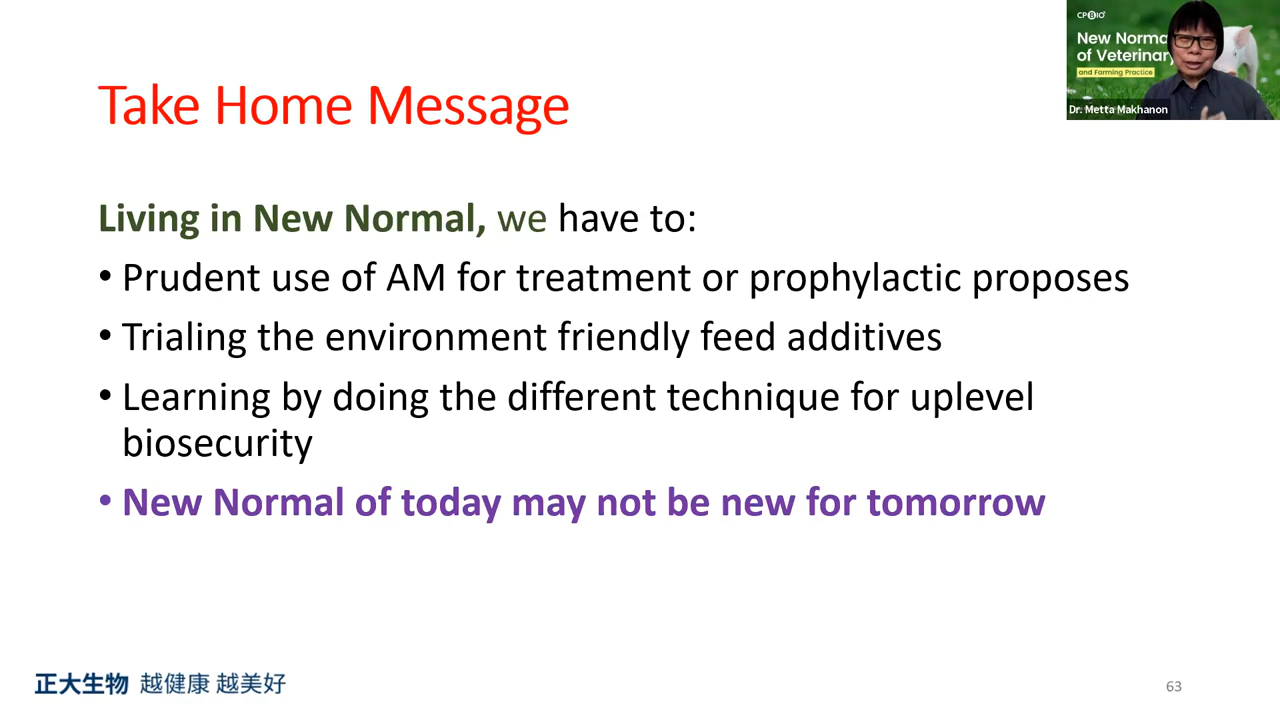 CPBIO
New Norma
of Veterinary
and Farming Practice
Dr. Metta Makhanon
Take Home Message
Living in New Normal, we have to:
• Prudent use of AM for treatment or prophylactic proposes
• Trialing the environment friendly feed additives
• Learning by doing the different technique for uplevel
biosecurity
• New Normal of today may not be new for tomorrow
正大生物 越健康 越美好
63